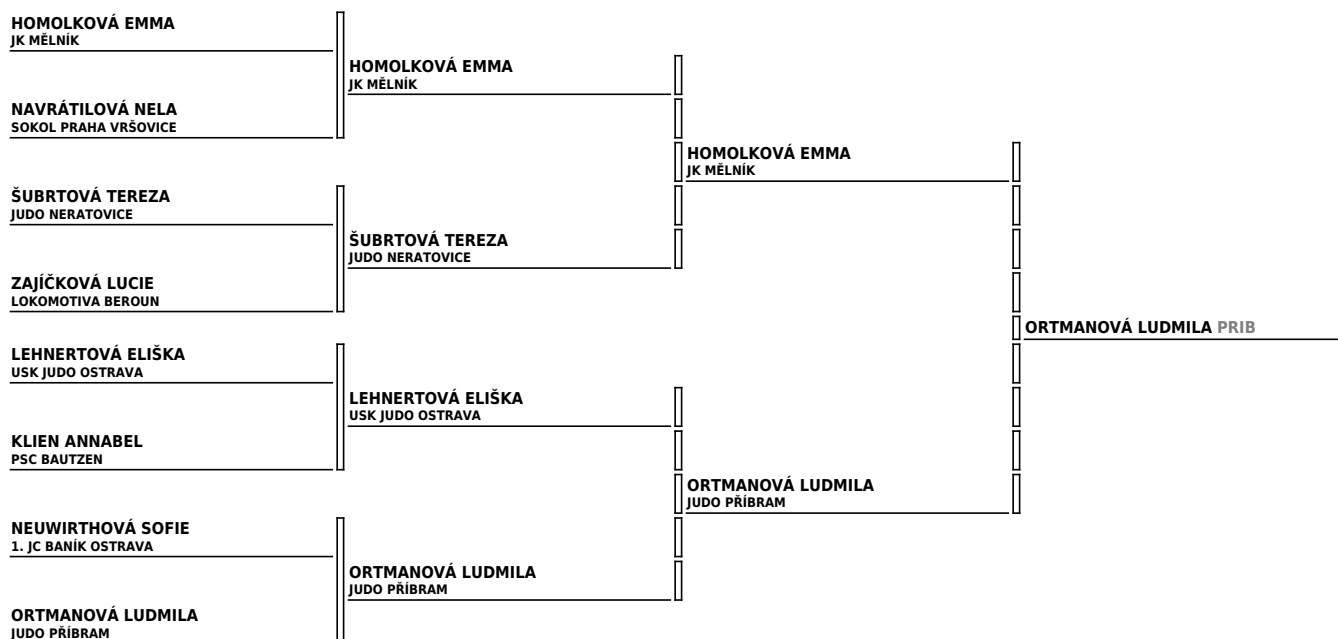 HOMOLKOVÁ EMMA
JK MĚLNÍK
NAVRÁTILOVÁ NELA
SOKOL PRAHA VRŠOVICE
ŠUBRTOVÁ TEREZA
JUDO NERATOVICE
ZAJÍČKOVÁ LUCIE
LOKOMOTIVA BEROUN
LEHNERTOVÁ ELIŠKA
USK JUDO OSTRAVA
KLIEN ANNABEL
PSC BAUTZEN
NEUWIRTHOVÁ SOFIE
1. JC BANÍK OSTRAVA
ORTMANOVÁ LUDMILA
JUDO PŘÍBRAM
HOMOLKOVÁ EMMA
JK MĚLNÍK
ŠUBRTOVÁ TEREZA
JUDO NERATOVICE
LEHNERTOVÁ ELIŠKA
USK JUDO OSTRAVA
ORTMANOVÁ LUDMILA
JUDO PŘÍBRAM
HOMOLKOVÁ EMMA
JK MĚLNÍK
ORTMANOVÁ LUDMILA
JUDO PŘÍBRAM
ORTMANOVÁ LUDMILA PRIB